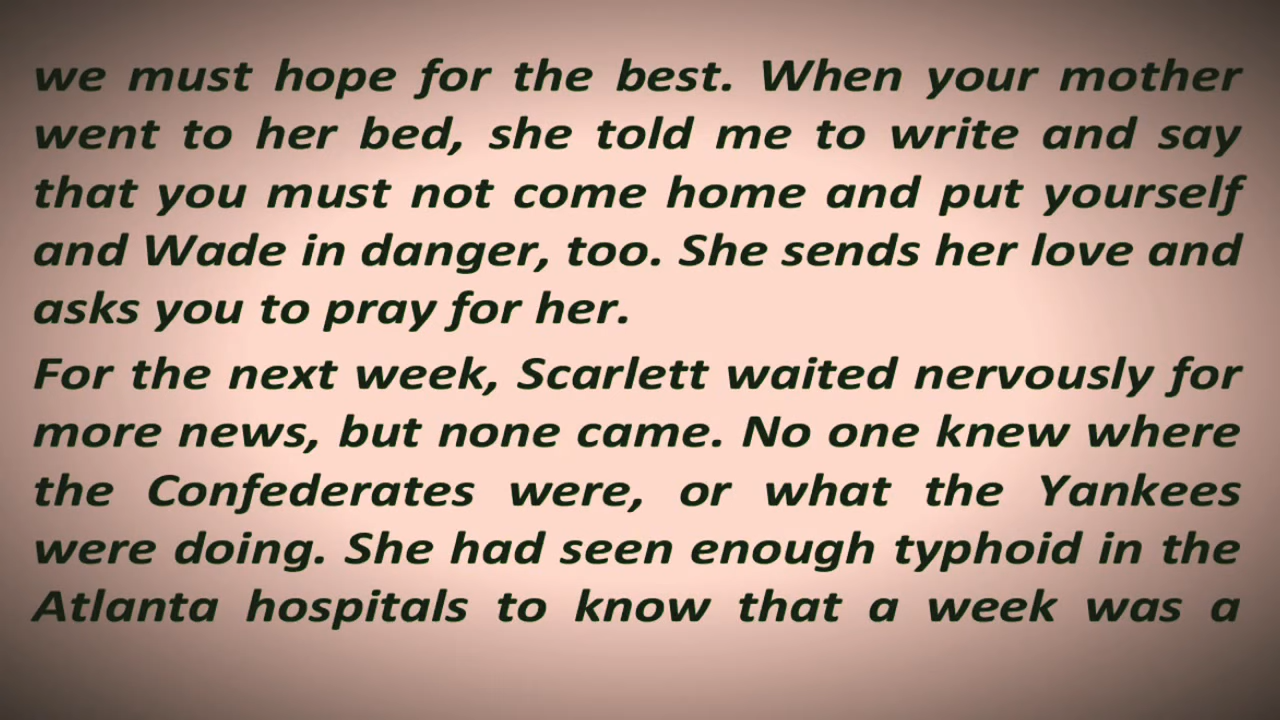 we must hope for the best. When your mother
went to her bed, she told me to write and say
that you must not come home and put yourself
and Wade in danger, too. She sends her love and
asks you to pray for her.
For the next week, Scarlett waited nervously for
more news, but none came. No one knew where
the Confederates were, or what the Yankees
were doing. She had seen enough typhoid in the
Atlanta hospitals to know that a week was a